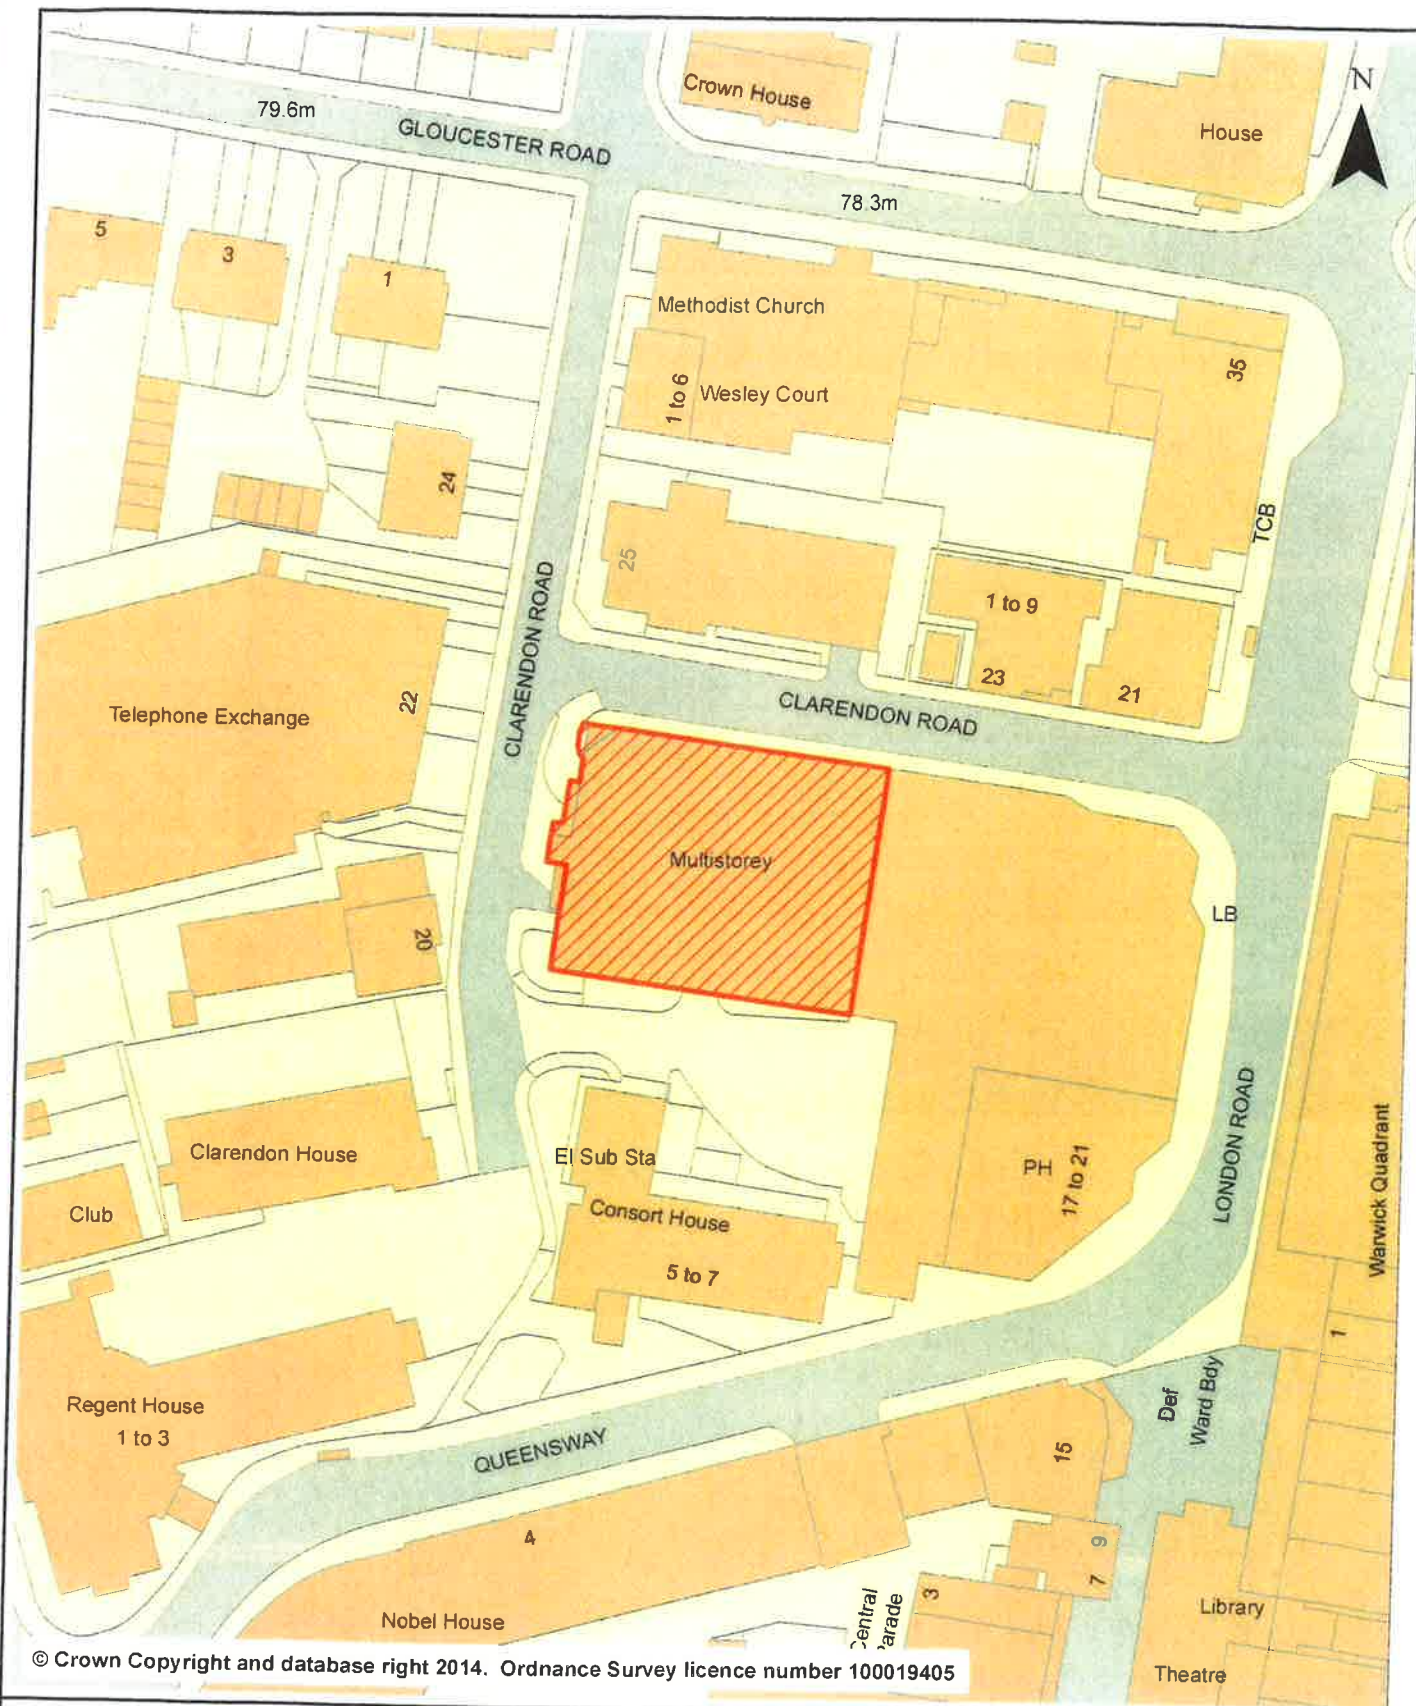 Crown House
N
House
79.6m
GLOUCESTER ROAD
78.3m
5
3
1
Methodist Church
1 to 6
Wesley Court
35
24
TCB
25
CLARENDON ROAD
1 to 9
23
21
Telephone Exchange
22
CLARENDON ROAD
Multistorey
LB
20
LONDON ROAD
Clarendon House
El Sub Sta
PH
17 to 21
Warwick Quadrant
Club
Consort House
5 to 7
1
Regent House
1 to 3
Def
Ward Bdy
QUEENSWAY
15
4
9
7
3
Central
Parade
Nobel House
Library
Theatre
© Crown Copyright and database right 2014. Ordnance Survey licence number 100019405